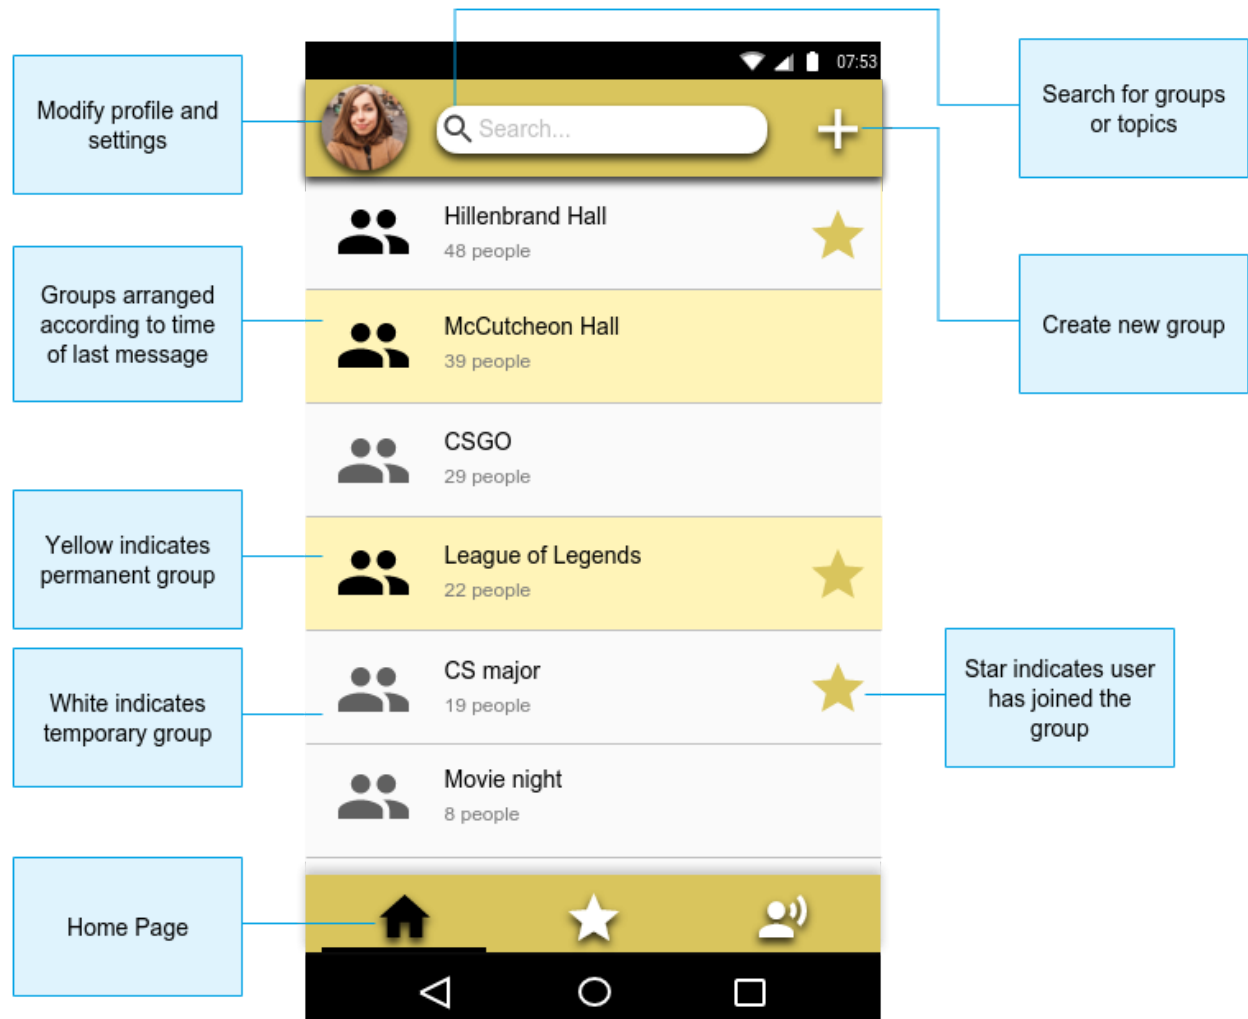 07:53
Modify profile and
settings
Search...
Search for groups
or topics
Hillenbrand Hall
48 people
Groups arranged
according to time
of last message
McCutcheon Hall
39 people
Create new group
CSGO
29 people
Yellow indicates
permanent group
League of Legends
22 people
White indicates
temporary group
CS major
19 people
Star indicates user
has joined the
group
Movie night
8 people
Home Page